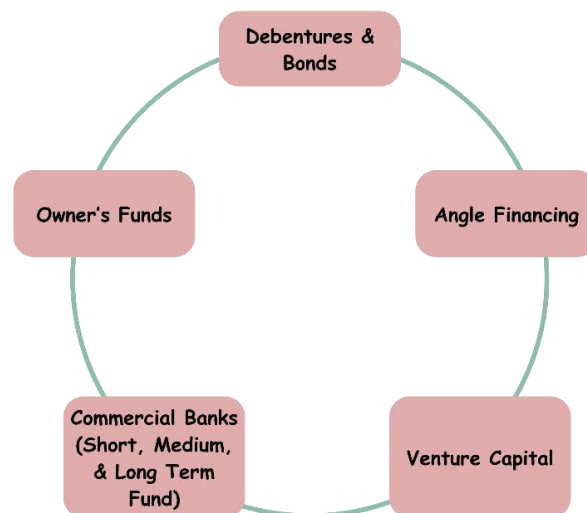 Debentures &
Bonds
Owner's Funds
Angle Financing
Commercial Banks
(Short, Medium,
& Long Term
Fund)
Venture Capital